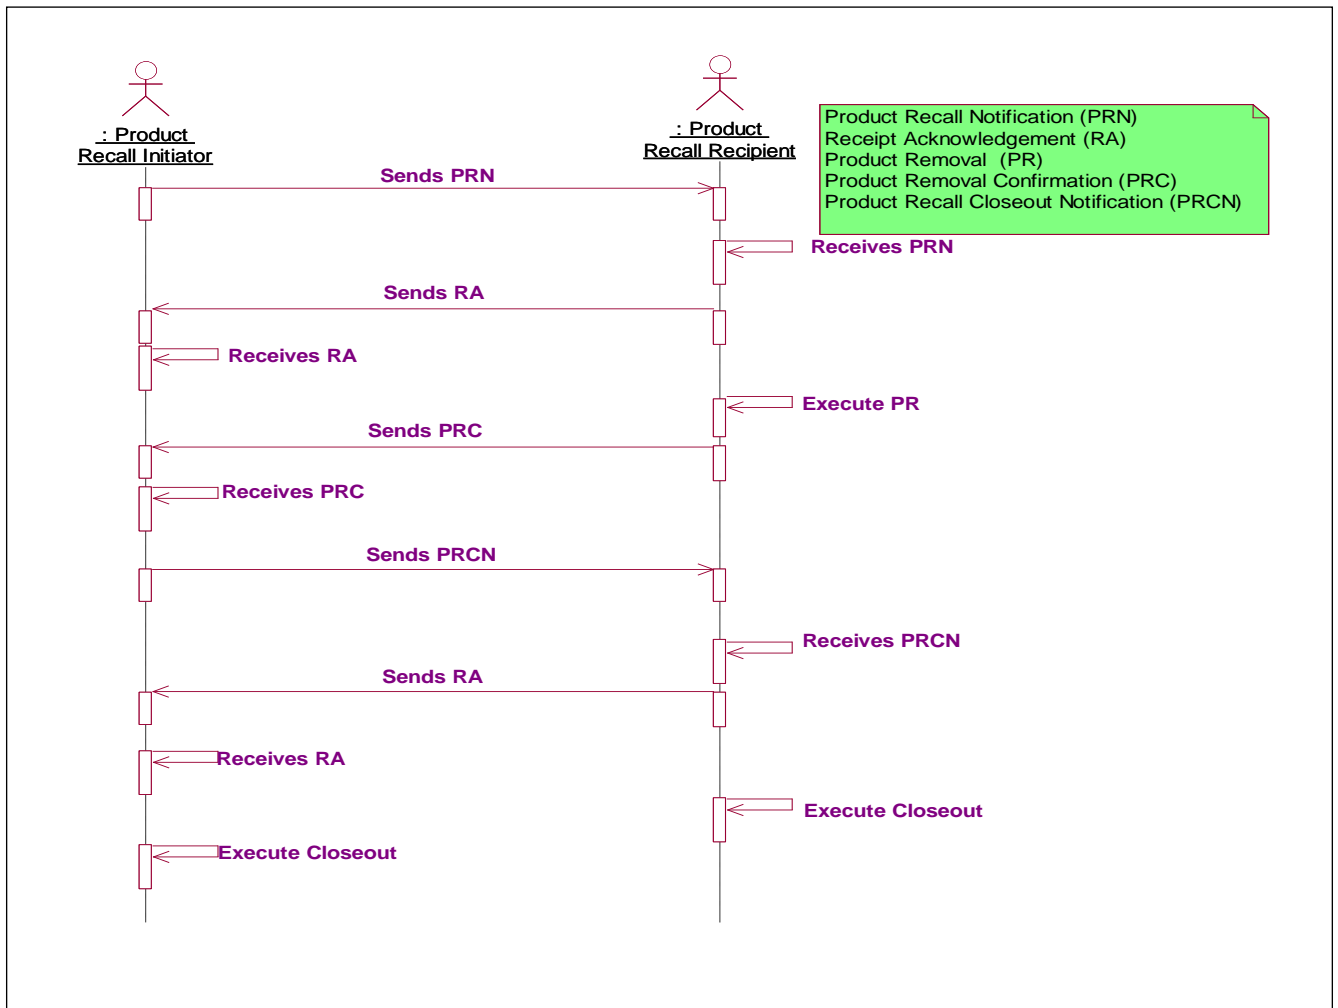 : Product
Recall Initiator
: Product
Recall Recipient
Product Recall Notification (PRN)
Receipt Acknowledgement (RA)
Product Removal  (PR)
Product Removal Confirmation (PRC)
Product Recall Closeout Notification (PRCN)
Sends PRN
Receives PRN
Sends RA
Receives RA
Execute PR
Sends PRC
Receives PRC
Sends PRCN
Receives PRCN
Sends RA
Receives RA
Execute Closeout
Execute Closeout